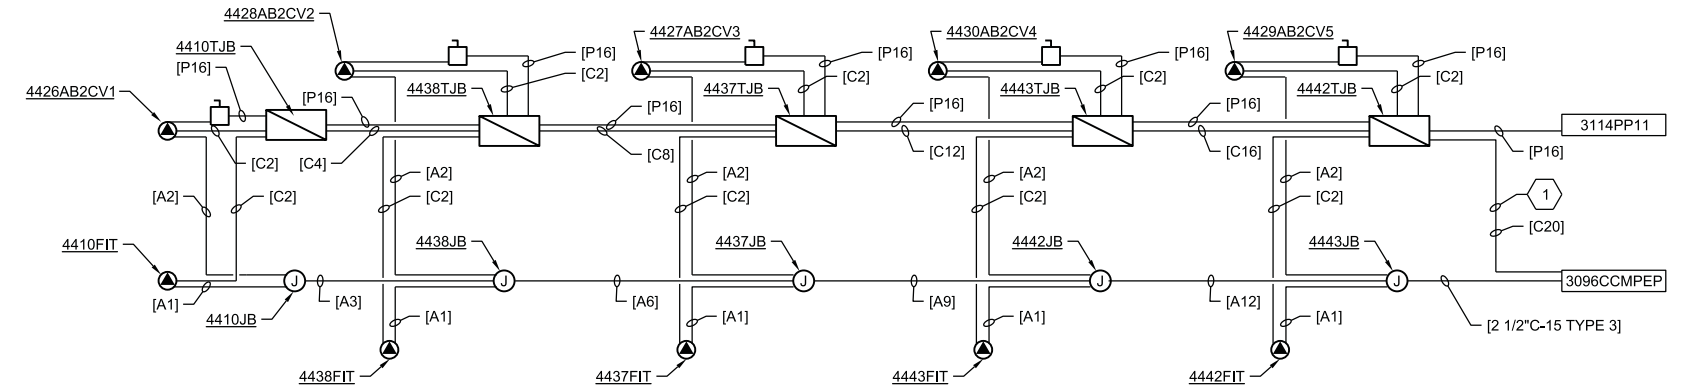 4428AB2CV2
4427AB2CV3
4430AB2CV4
4429AB2CV5
4410TJB
[P16]
[P16]
[P16]
[P16]
[P16]
[C2]
[C2]
[C2]
[C2]
4426AB2CV1
[P16]
4438TJB
4437TJB
4443TJB
4442TJB
[P16]
[P16]
[P16]
3114PP11
[C2]
[C4]
[C8]
[C12]
[C16]
[P16]
[A2]
[A2]
[A2]
[A2]
[A2]
[C2]
[C2]
[C2]
[C2]
[C2]
1
[C20]
4410FIT
4438JB
4437JB
4442JB
4443JB
J
J
J
J
J
3096CCMPEP
[A1]
[A3]
[A6]
[A9]
[A12]
4410JB
[A1]
[A1]
[A1]
[A1]
[2 1/2"C-15 TYPE 3]
4438FIT
4437FIT
4443FIT
4442FIT